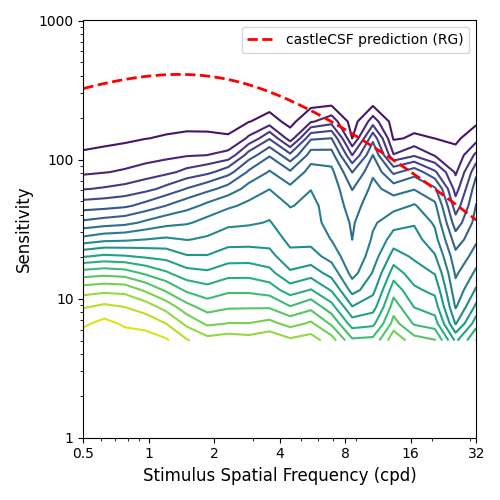 1000
castleCSF prediction (RG)
100
10
1
Sensitivity
0.5 1 2 4 8 16 32
Stimulus Spatial Frequency (cpd)